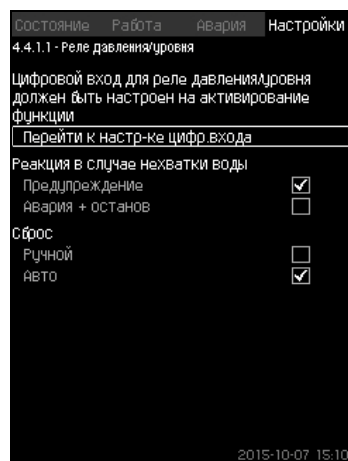 Состояние Работа Авария Настройки
4.4.1.1 - Реле давления/уровня
Цифровой вход для реле давления/уровня
должен быть настроен на активирование
функции
Перейти к настр-ке цифр.входа
Реакция в случае нехватки воды
Предупреждение
Авария + останов
Сброс
Ручной
Авто
2015-10-07 15:10